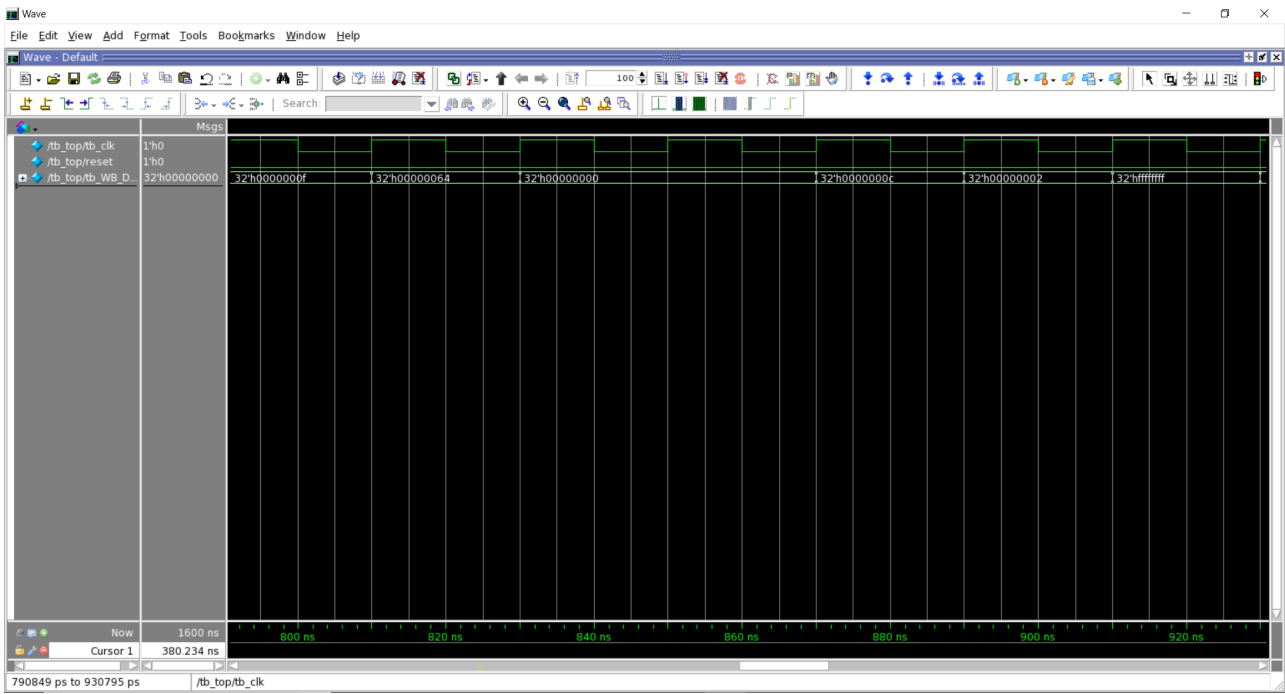 Wave
File Edit View Add Format Tools Bookmarks Window Help
Wave - Default
100
Search:
Msgs
/tb_top/tb_clk 1'h0
/tb_top/reset 1'h0
/tb_top/tb_WB_D... 32'h00000000 32'h0000000f 32'h00000064 32'h00000000 32'h0000000c 32'h00000002 32'hffffffff
Now 1600 ns 800 ns 820 ns 840 ns 860 ns 880 ns 900 ns 920 ns
Cursor 1 380.234 ns
790849 ps to 930795 ps /tb_top/tb_clk